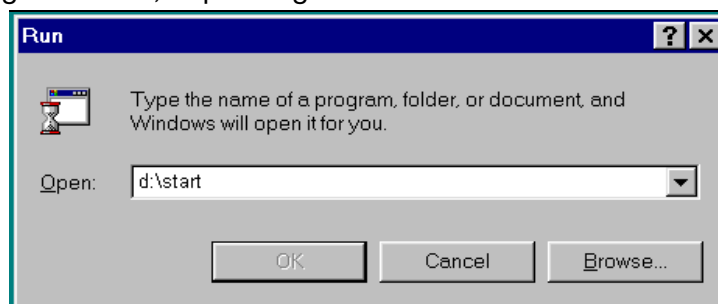 Run
Type the name of a program, folder, or document, and
Windows will open it for you.
Open: d:\start
OK Cancel Browse...